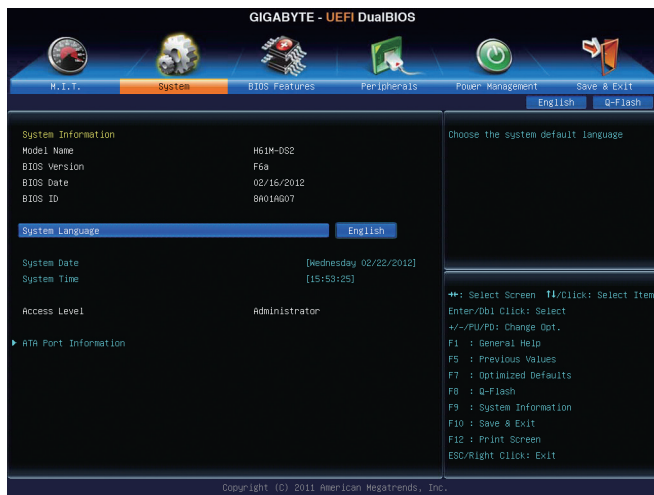 GIGABYTE - UEFI DualBIOS
M.I.T. System BIOS Features Peripherals Power Management Save & Exit
English Q-Flash
System Information
Model Name H61M-DS2
BIOS Version F6a
BIOS Date 02/16/2012
BIOS ID 8A01AG07
System Language English
System Date [Wednesday 02/22/2012]
System Time [15:53:25]
Access Level Administrator
ATA Port Information
Choose the system default language
→←: Select Screen ↑↓/Click: Select Item
Enter/Dbl Click: Select
+/-/PU/PD: Change Opt.
F1 : General Help
F5 : Previous Values
F7 : Optimized Defaults
F8 : Q-Flash
F9 : System Information
F10 : Save & Exit
F12 : Print Screen
ESC/Right Click: Exit
Copyright (C) 2011 American Megatrends, Inc.